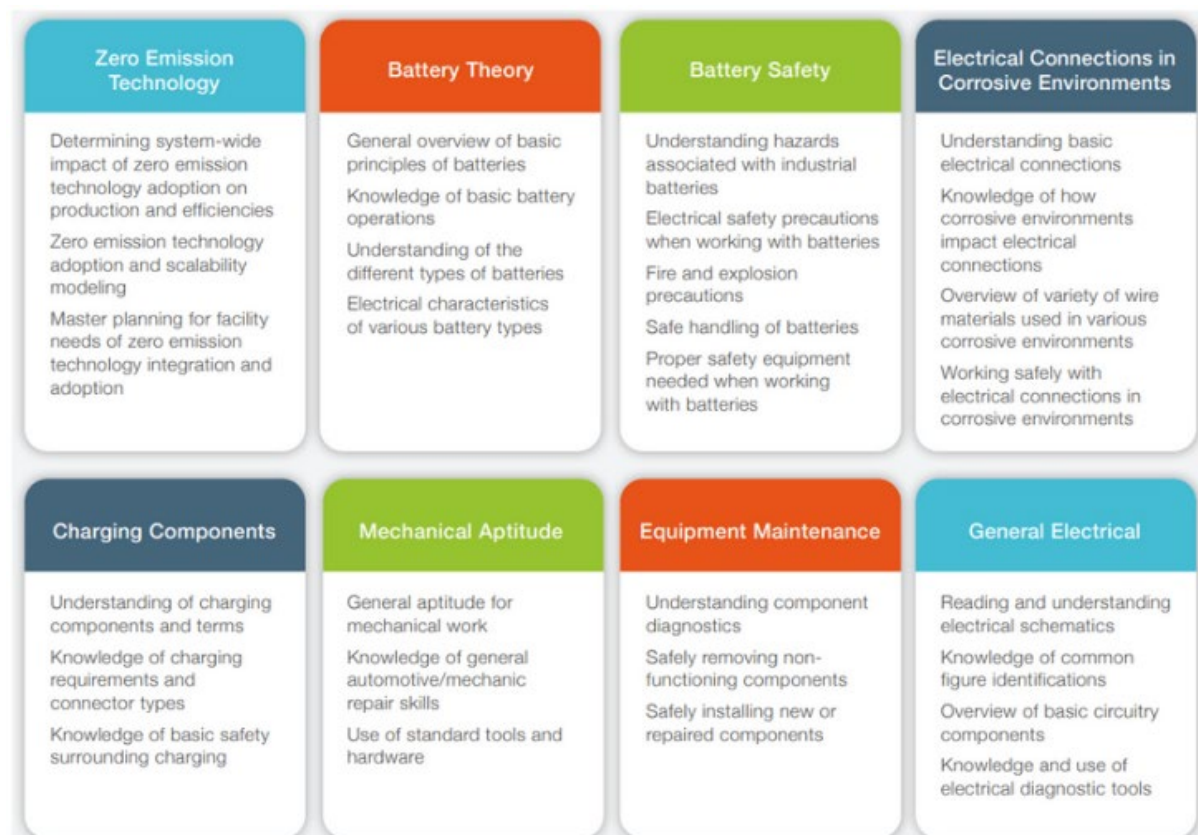 Zero Emission
Technology
Determining system-wide
impact of zero emission
technology adoption on
production and efficiencies
Zero emission technology
adoption and scalability
modeling
Master planning for facility
needs of zero emission
technology integration and
adoption
Battery Theory
General overview of basic
principles of batteries
Knowledge of basic battery
operations
Understanding of the
different types of batteries
Electrical characteristics
of various battery types
Battery Safety
Understanding hazards
associated with industrial
batteries
Electrical safety precautions
when working with batteries
Fire and explosion
precautions
Safe handling of batteries
Proper safety equipment
needed when working
with batteries
Electrical Connections in
Corrosive Environments
Understanding basic
electrical connections
Knowledge of how
corrosive environments
impact electrical
connections
Overview of variety of wire
materials used in various
corrosive environments
Working safely with
electrical connections in
corrosive environments
Charging Components
Understanding of charging
components and terms
Knowledge of charging
requirements and
connector types
Knowledge of basic safety
surrounding charging
Mechanical Aptitude
General aptitude for
mechanical work
Knowledge of general
automotive/mechanic
repair skills
Use of standard tools and
hardware
Equipment Maintenance
Understanding component
diagnostics
Safely removing non-
functioning components
Safely installing new or
repaired components
General Electrical
Reading and understanding
electrical schematics
Knowledge of common
figure identifications
Overview of basic circuitry
components
Knowledge and use of
electrical diagnostic tools